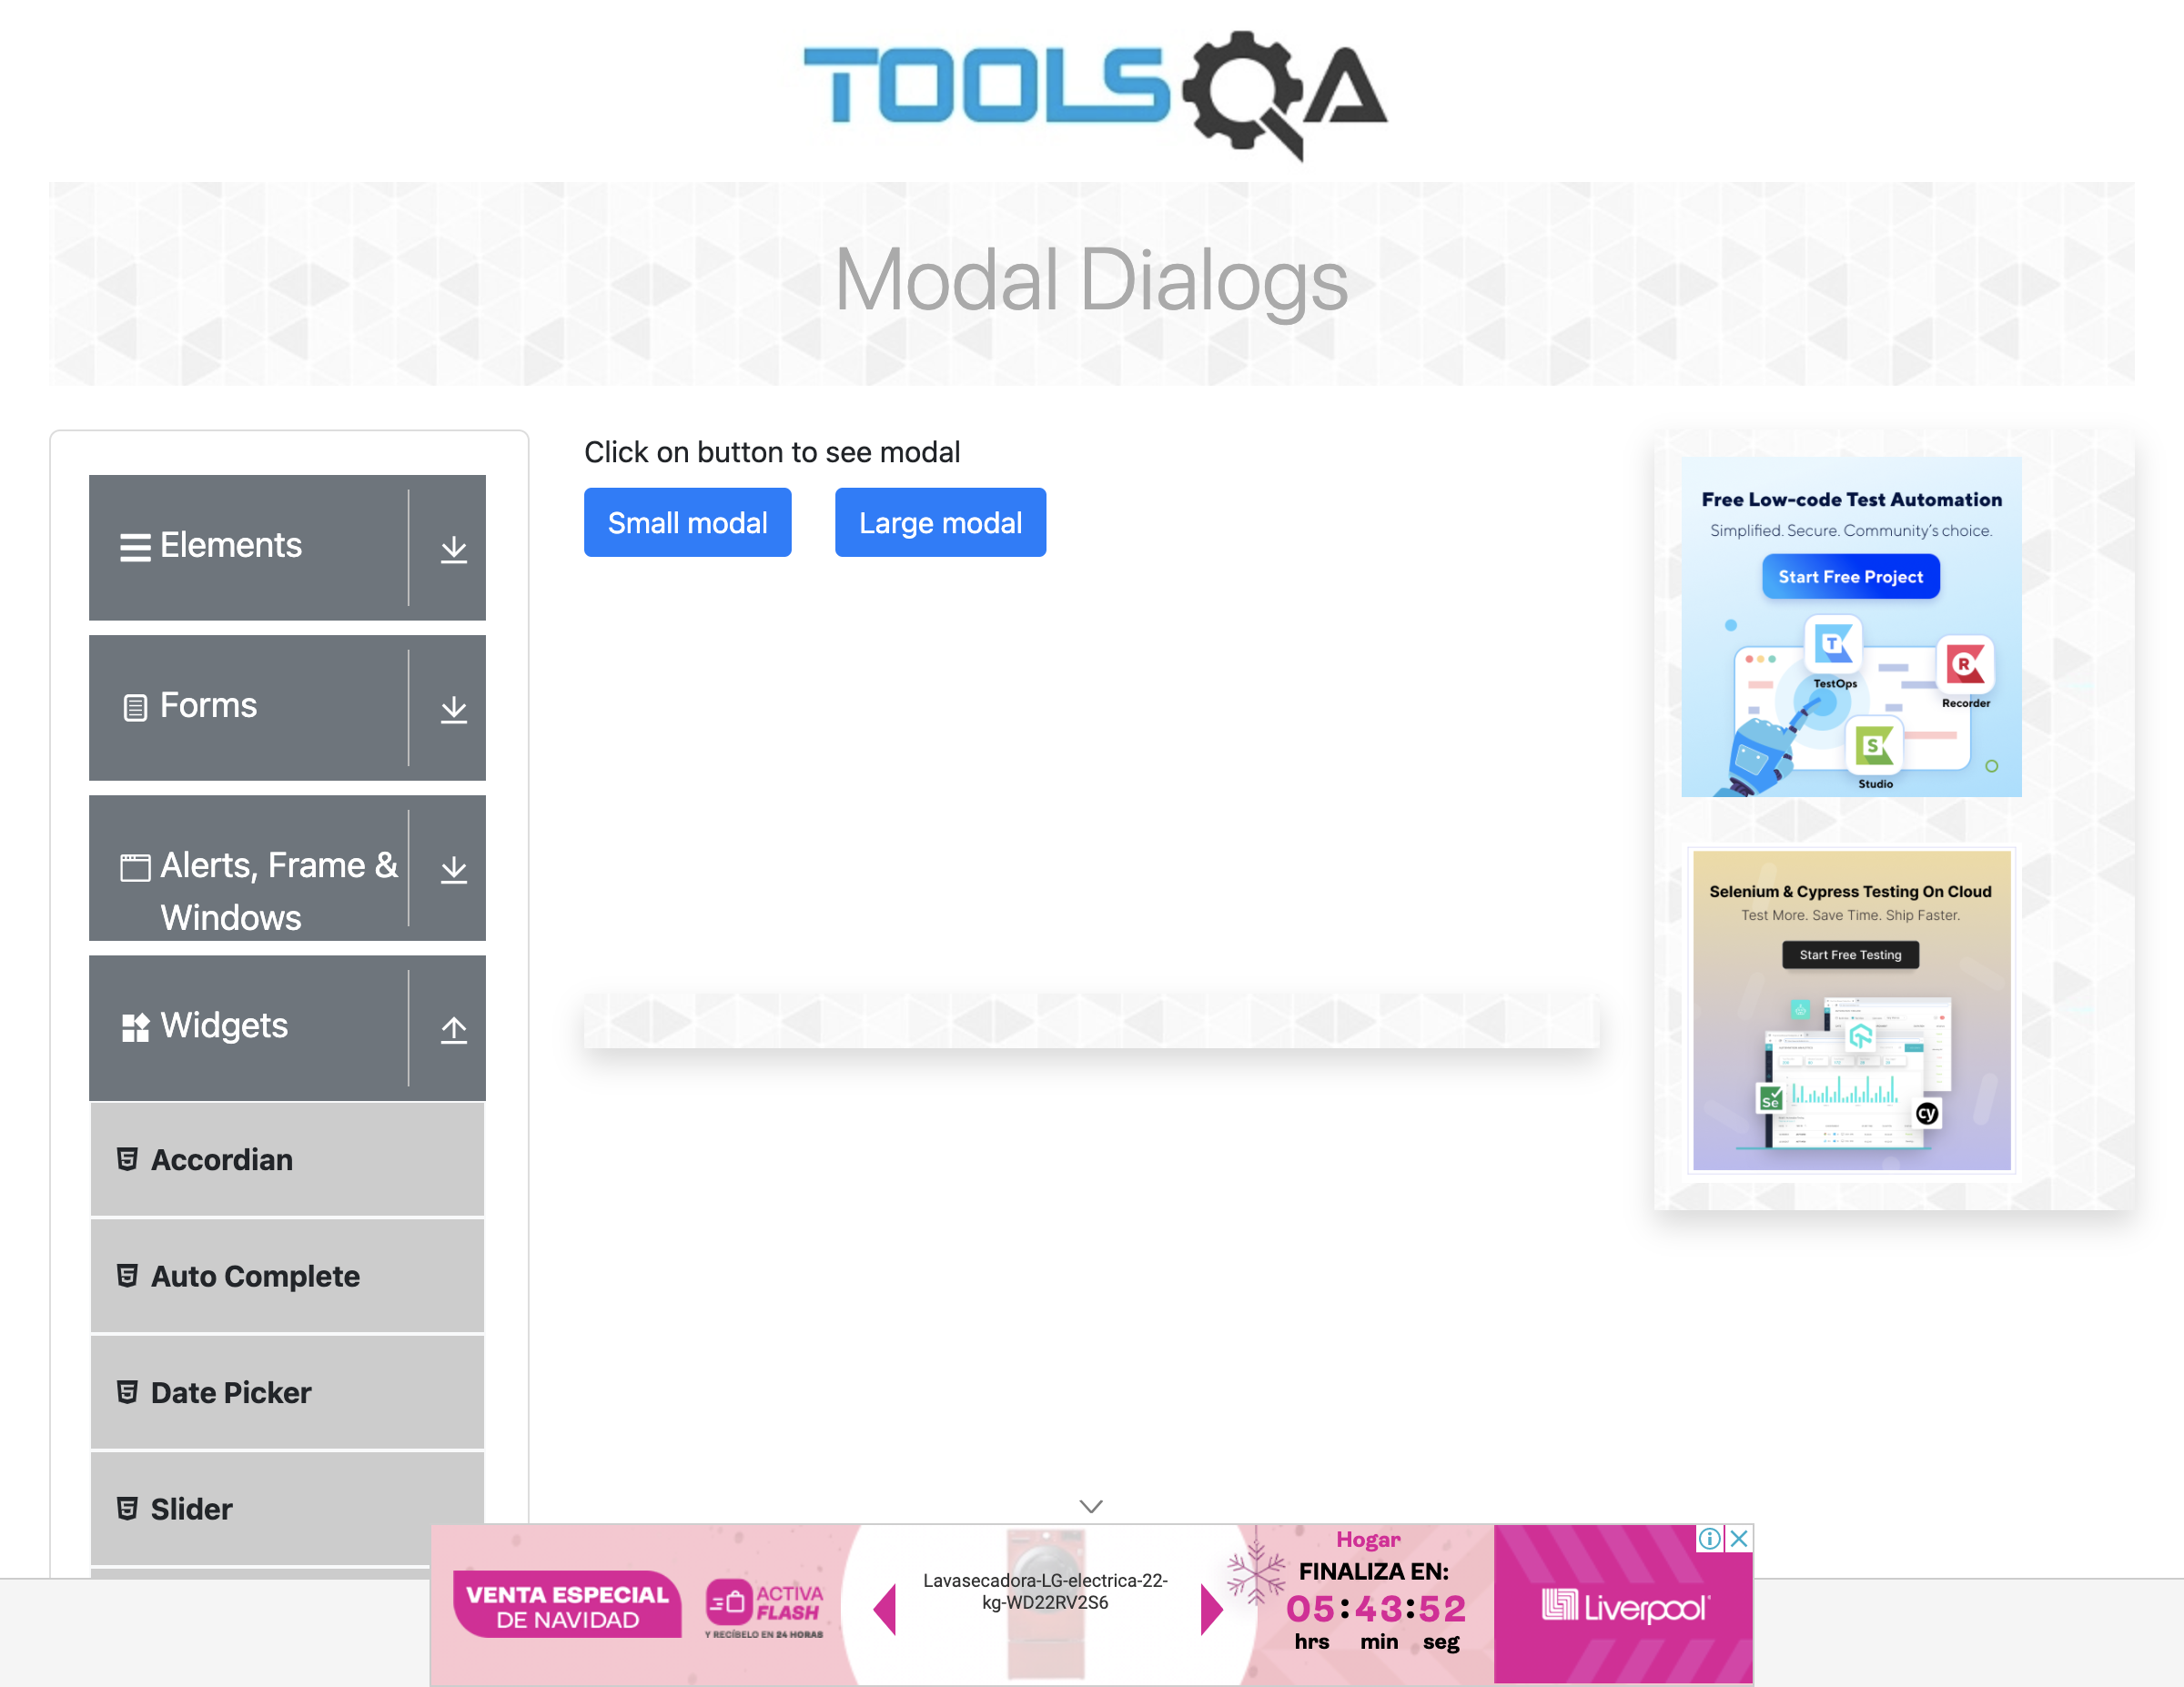 TOOLSQA
Modal Dialogs
Elements
Forms
Alerts, Frame &
Windows
Widgets
Accordian
Auto Complete
Date Picker
Slider
Click on button to see modal
Small modal
Large modal
Free Low-code Test Automation
Simplified. Secure. Community's choice.
Start Free Project
T
TestOps
R
Recorder
S
Studio
Selenium & Cypress Testing On Cloud
Test More. Save Time. Ship Faster.
Start Free Testing
Se
cy
VENTA ESPECIAL
DE NAVIDAD
ACTIVA
FLASH
Y RECÍBELO EN 24 HORAS
Lavasecadora-LG-electrica-22-
kg-WD22RV2S6
Hogar
FINALIZA EN:
05:43:52
hrs min seg
Liverpool